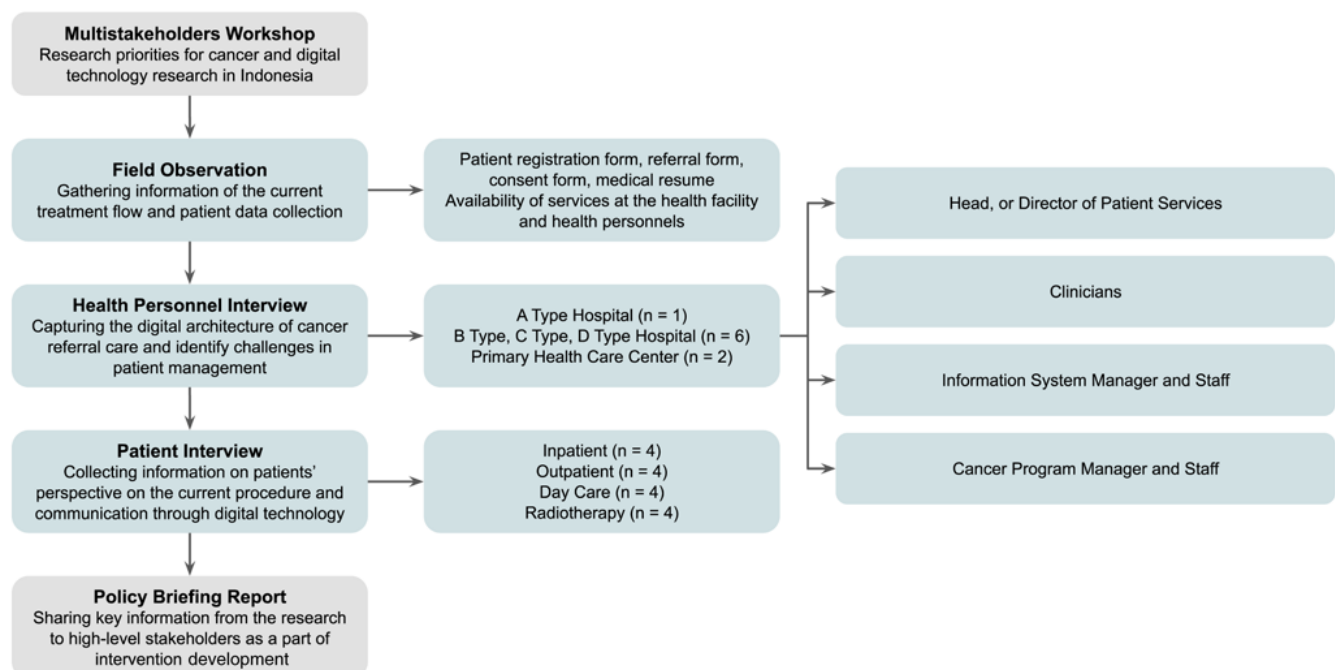 Multistakeholders Workshop
Research priorities for cancer and digital
technology research in Indonesia
Field Observation
Gathering information of the current
treatment flow and patient data collection
Patient registration form, referral form,
consent form, medical resume
Availability of services at the health facility
and health personnels
Health Personnel Interview
Capturing the digital architecture of cancer
referral care and identify challenges in
patient management
A Type Hospital (n = 1)
B Type, C Type, D Type Hospital (n = 6)
Primary Health Care Center (n = 2)
Head, or Director of Patient Services
Clinicians
Information System Manager and Staff
Cancer Program Manager and Staff
Patient Interview
Collecting information on patients’
perspective on the current procedure and
communication through digital technology
Inpatient (n = 4)
Outpatient (n = 4)
Day Care (n = 4)
Radiotherapy (n = 4)
Policy Briefing Report
Sharing key information from the research
to high-level stakeholders as a part of
intervention development